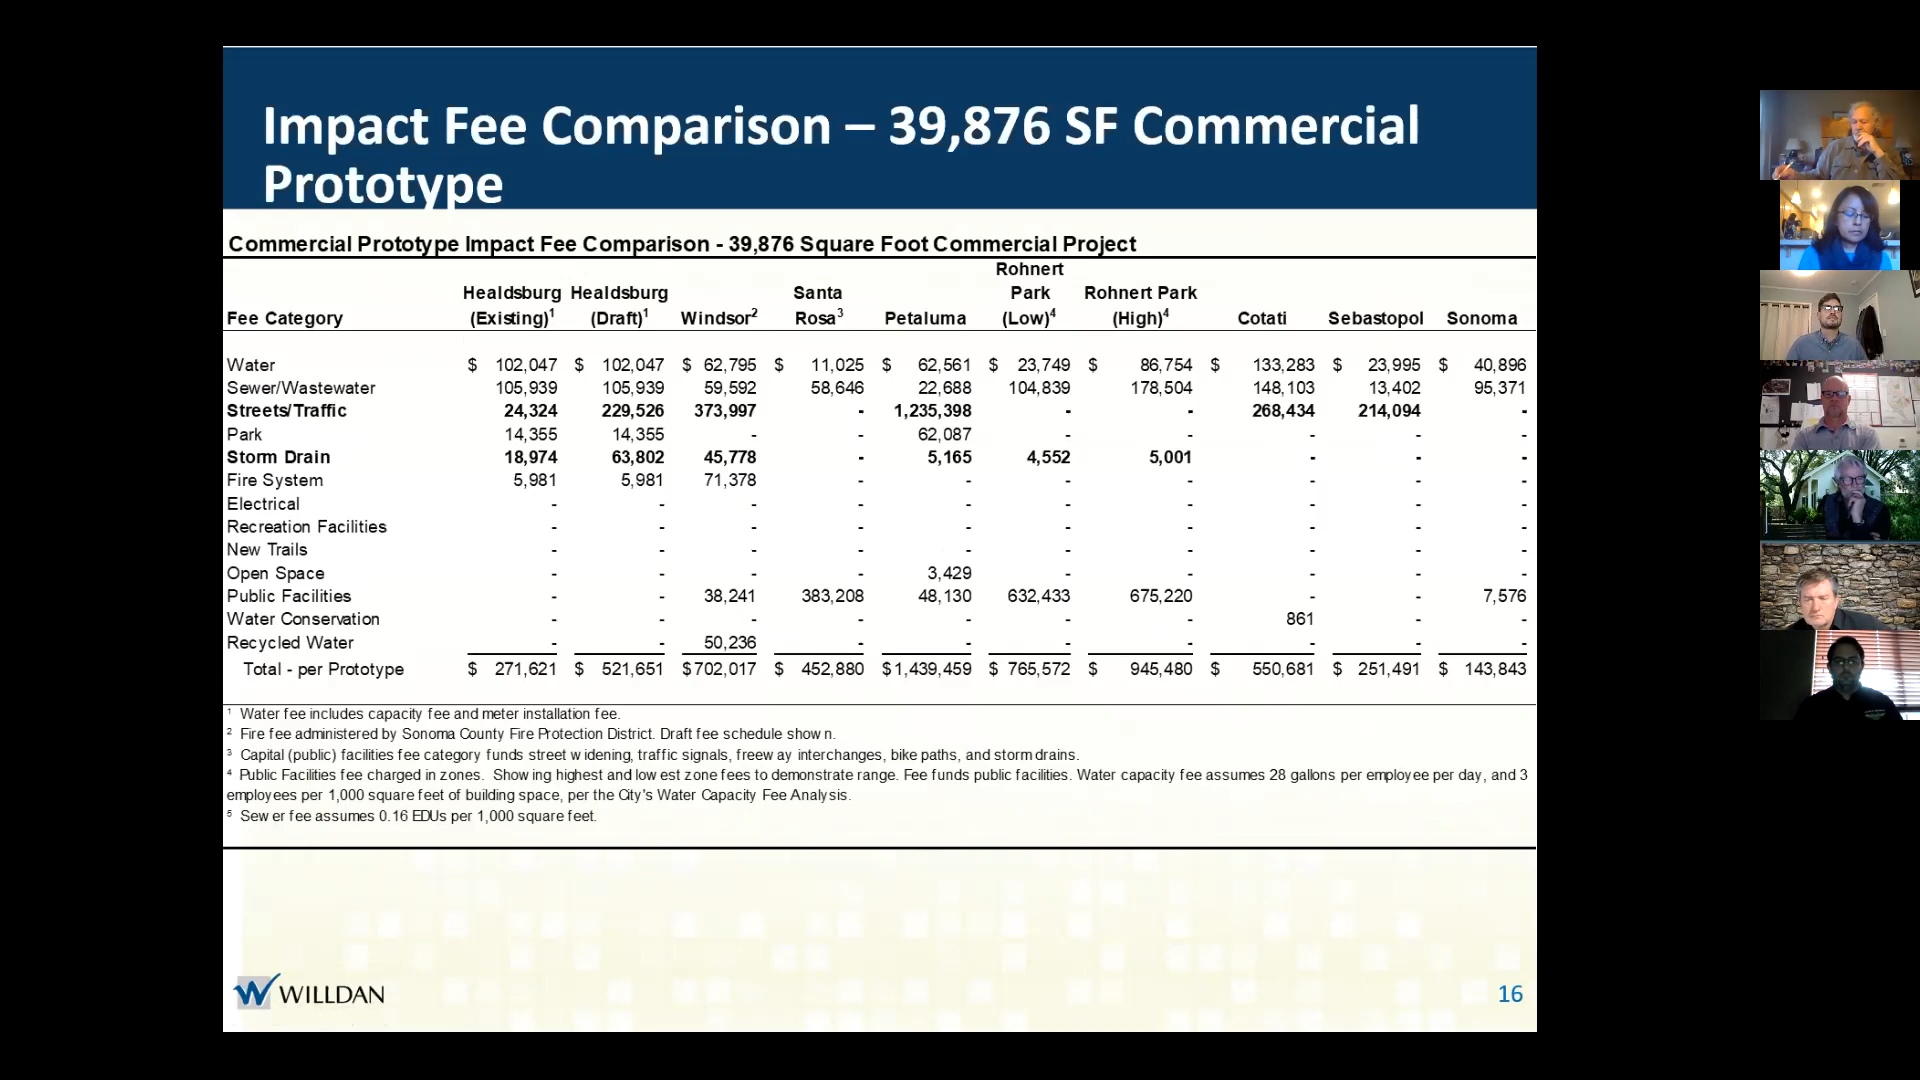 Impact Fee Comparison – 39,876 SF Commercial
Prototype
Commercial Prototype Impact Fee Comparison - 39,876 Square Foot Commercial Project
Rohnert
Healdsburg Healdsburg Santa Park Rohnert Park
Fee Category (Existing)¹ (Draft)¹ Windsor² Rosa³ Petaluma (Low)⁴ (High)⁴ Cotati Sebastopol Sonoma
Water $ 102,047 $ 102,047 $ 62,795 $ 11,025 $ 62,561 $ 23,749 $ 86,754 $ 133,283 $ 23,995 $ 40,896
Sewer/Wastewater 105,939 105,939 59,592 58,646 22,688 104,839 178,504 148,103 13,402 95,371
Streets/Traffic 24,324 229,526 373,997 - 1,235,398 - - 268,434 214,094 -
Park 14,355 14,355 - - 62,087 - - - - -
Storm Drain 18,974 63,802 45,778 - 5,165 4,552 5,001 - - -
Fire System 5,981 5,981 71,378 - - - - - - -
Electrical - - - - - - - - - -
Recreation Facilities - - - - - - - - - -
New Trails - - - - - - - - - -
Open Space - - - - 3,429 - - - - -
Public Facilities - - 38,241 383,208 48,130 632,433 675,220 - - 7,576
Water Conservation - - - - - - - 861 - -
Recycled Water - - 50,236 - - - - - - -
Total - per Prototype $ 271,621 $ 521,651 $ 702,017 $ 452,880 $ 1,439,459 $ 765,572 $ 945,480 $ 550,681 $ 251,491 $ 143,843
¹ Water fee includes capacity fee and meter installation fee.
² Fire fee administered by Sonoma County Fire Protection District. Draft fee schedule shown.
³ Capital (public) facilities fee category funds street widening, traffic signals, freeway interchanges, bike paths, and storm drains.
⁴ Public Facilities fee charged in zones. Showing highest and lowest zone fees to demonstrate range. Fee funds public facilities. Water capacity fee assumes 28 gallons per employee per day, and 3
employees per 1,000 square feet of building space, per the City's Water Capacity Fee Analysis.
⁵ Sewer fee assumes 0.16 EDUs per 1,000 square feet.
WILLDAN
16